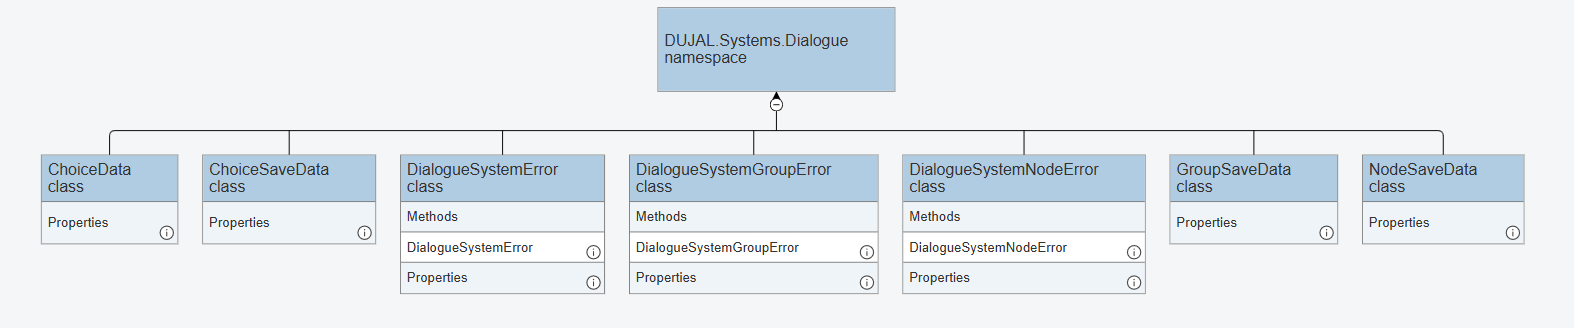 DUJAL.Systems.Dialogue
namespace
ChoiceData
class
Properties
ChoiceSaveData
class
Properties
DialogueSystemError
class
Methods
DialogueSystemError
Properties
DialogueSystemGroupError
class
Methods
DialogueSystemGroupError
Properties
DialogueSystemNodeError
class
Methods
DialogueSystemNodeError
Properties
GroupSaveData
class
Properties
NodeSaveData
class
Properties